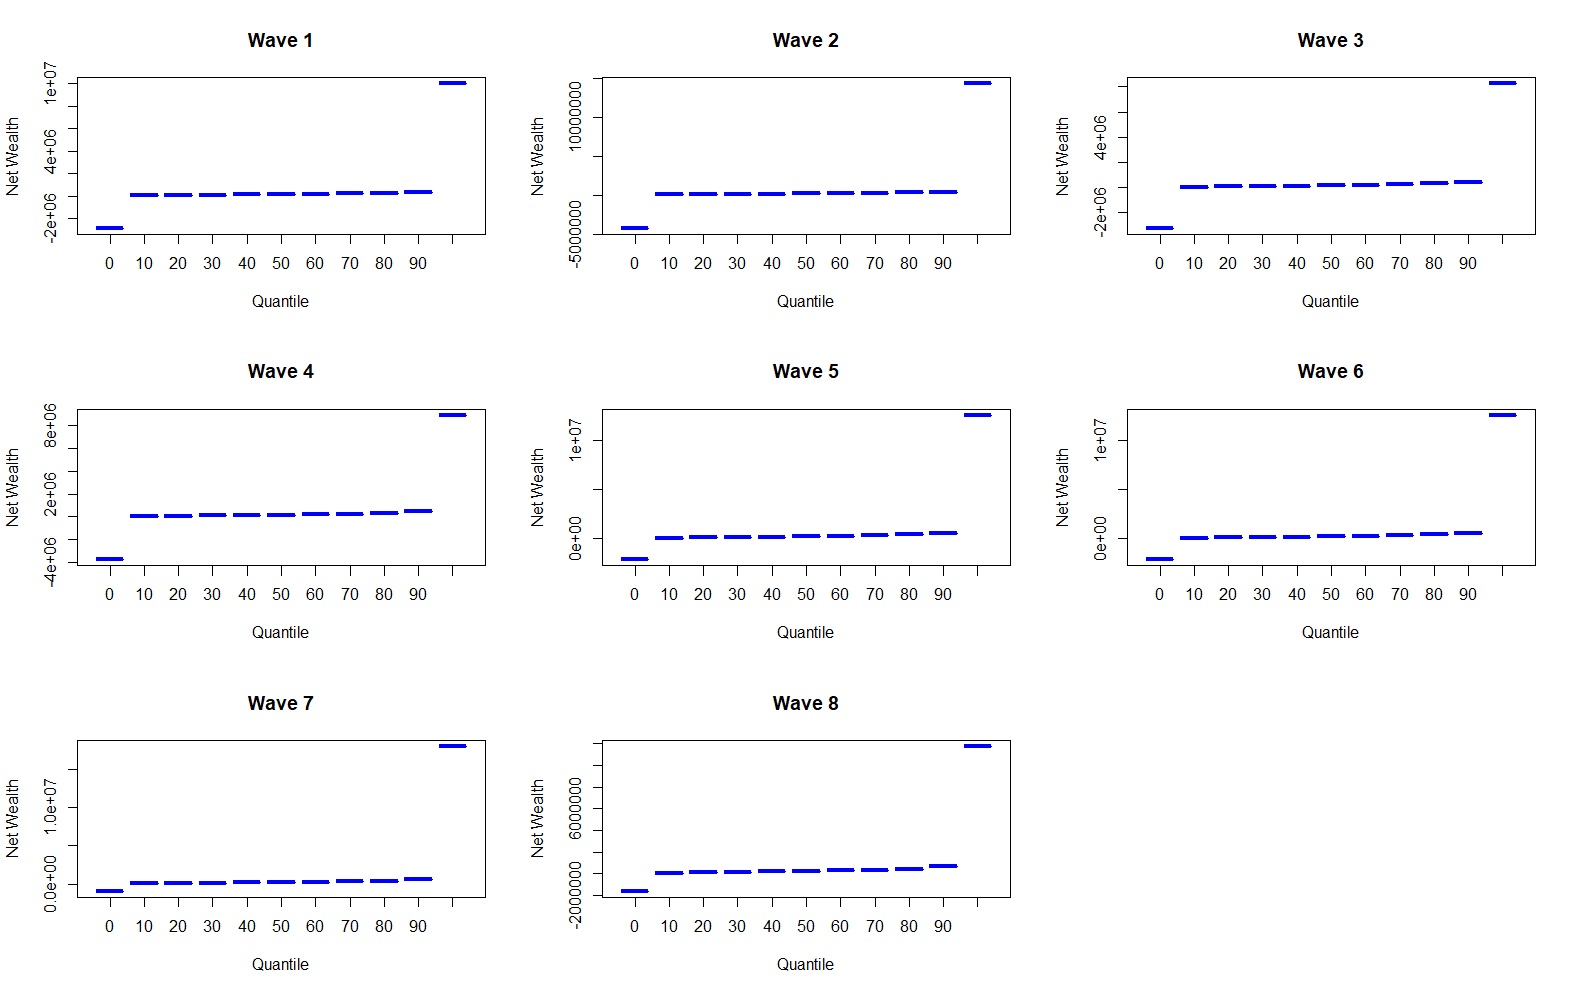 Wave 1
Net Wealth
-2e+06 4e+06 1e+07
0 10 20 30 40 50 60 70 80 90
Quantile
Wave 2
Net Wealth
-5000000 10000000
0 10 20 30 40 50 60 70 80 90
Quantile
Wave 3
Net Wealth
-2e+06 4e+06
0 10 20 30 40 50 60 70 80 90
Quantile
Wave 4
Net Wealth
-4e+06 2e+06 8e+06
0 10 20 30 40 50 60 70 80 90
Quantile
Wave 5
Net Wealth
0e+00 1e+07
0 10 20 30 40 50 60 70 80 90
Quantile
Wave 6
Net Wealth
0e+00 1e+07
0 10 20 30 40 50 60 70 80 90
Quantile
Wave 7
Net Wealth
0.0e+00 1.0e+07
0 10 20 30 40 50 60 70 80 90
Quantile
Wave 8
Net Wealth
-2000000 6000000
0 10 20 30 40 50 60 70 80 90
Quantile